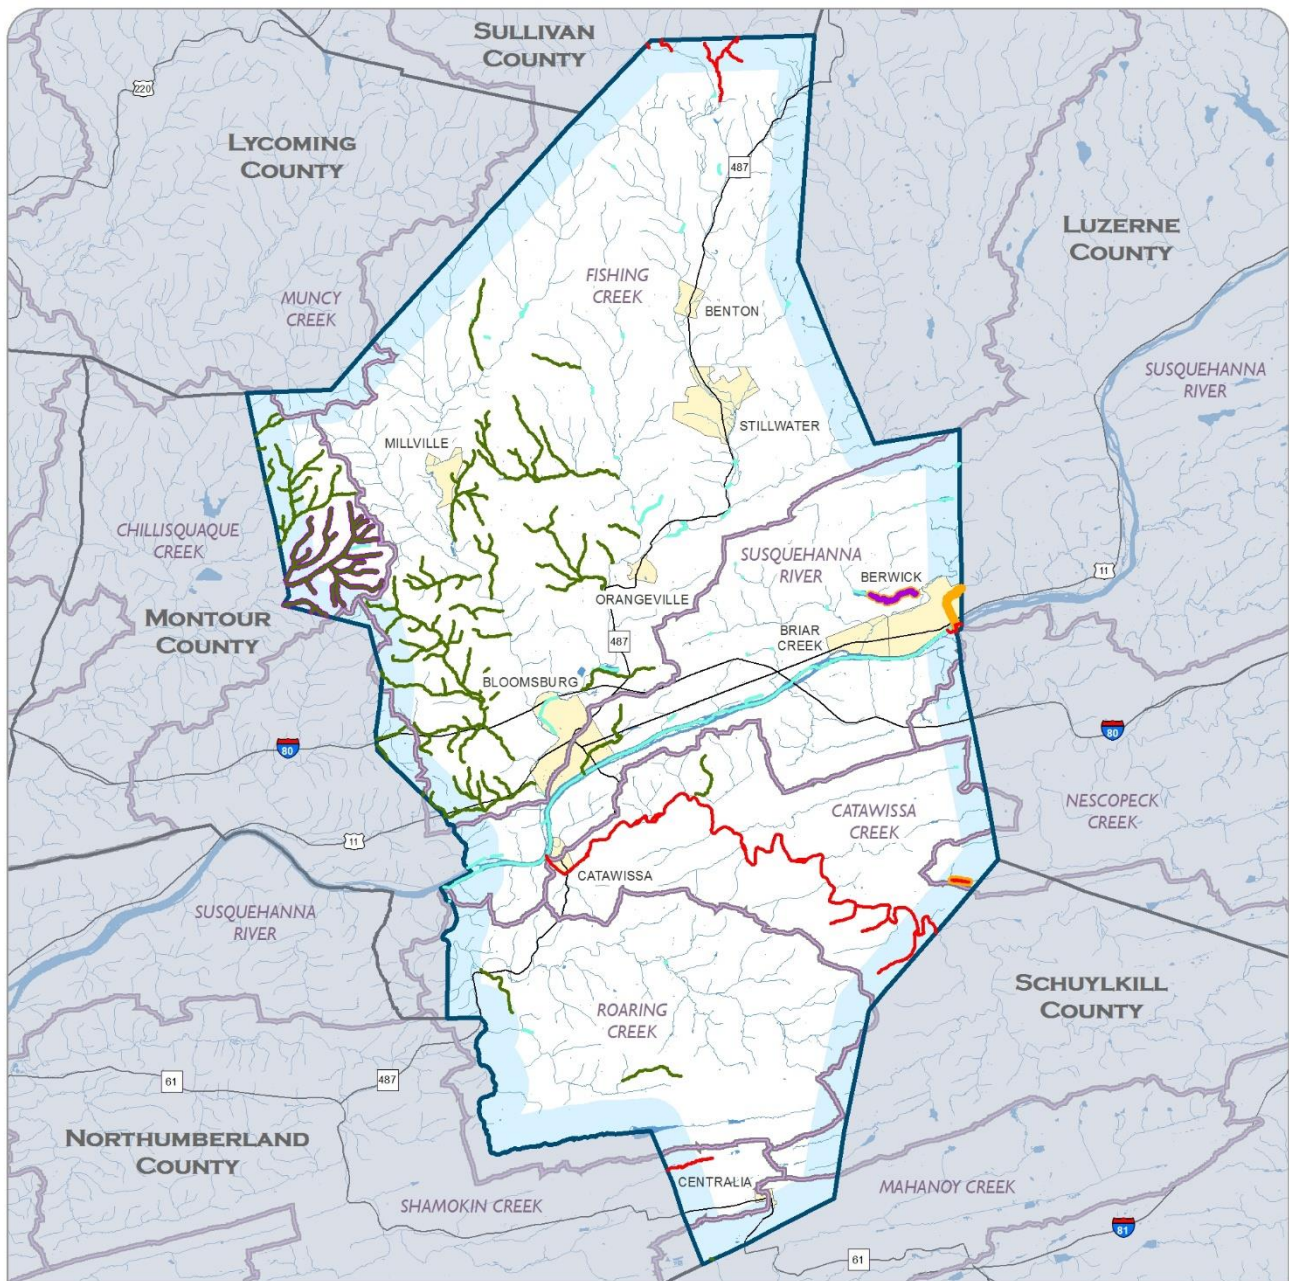 SULLIVAN
COUNTY
220
LYCOMING
COUNTY
487
LUZERNE
COUNTY
FISHING
CREEK
MUNCY
CREEK
BENTON
SUSQUEHANNA
RIVER
STILLWATER
MILLVILLE
CHILLISQUAQUE
CREEK
SUSQUEHANNA
RIVER
BERWICK
11
ORANGEVILLE
MONTOUR
COUNTY
BRIAR
CREEK
487
BLOOMSBURG
80
80
NESCOPECK
CREEK
CATAWISSA
CREEK
11
CATAWISSA
SUSQUEHANNA
RIVER
SCHUYLKILL
COUNTY
ROARING
CREEK
61
487
NORTHUMBERLAND
COUNTY
CENTRALIA
MAHANOY CREEK
SHAMOKIN CREEK
81
61